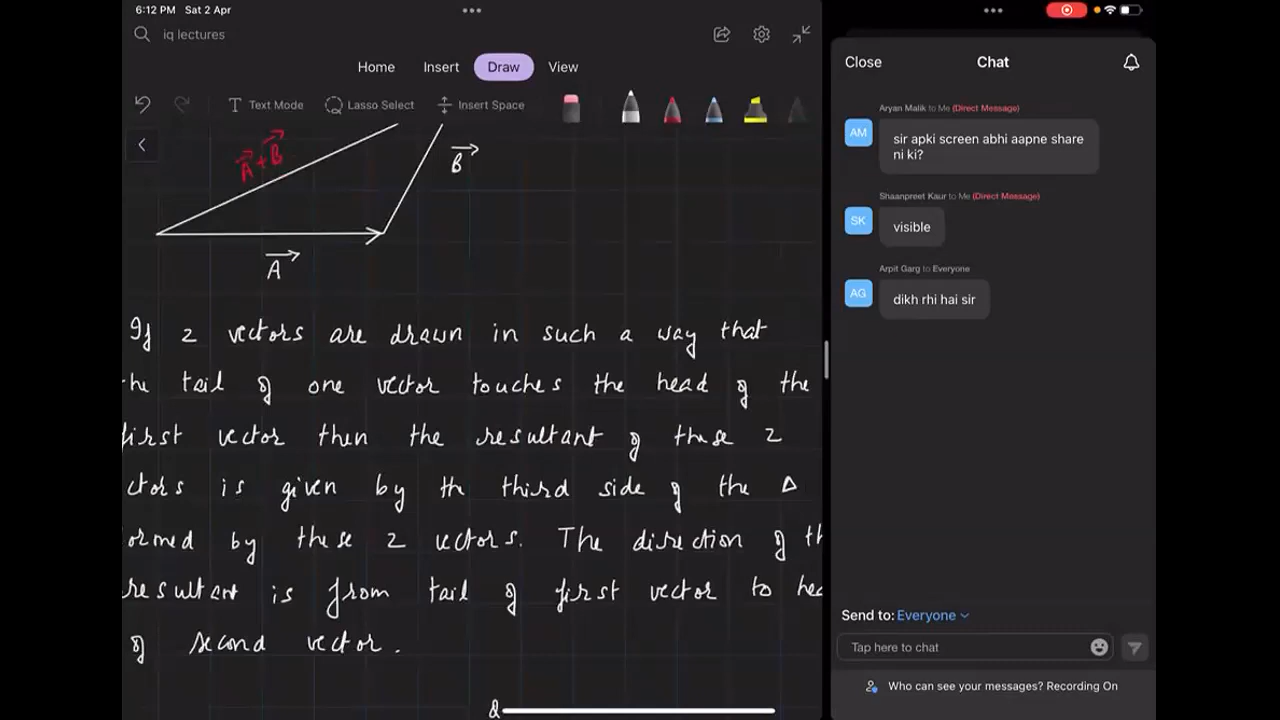 6:12 PM Sat 2 Apr
iq lectures
Home Insert Draw View
Text Mode Lasso Select Insert Space
A+B
B
A
If 2 vectors are drawn in such a way that
he tail of one vector touches the head of the
first vector then the resultant of these 2
ctors is given by the third side of the Δ
ormed by these 2 vectors. The direction of th
resultant is from tail of first vector to hea
of second vector.
Close Chat
Aryan Malik to Me (Direct Message)
AM
sir apki screen abhi aapne share
ni ki?
Shaanpreet Kaur to Me (Direct Message)
SK
visible
Arpit Garg to Everyone
AG
dikh rhi hai sir
Send to: Everyone
Tap here to chat
Who can see your messages? Recording On